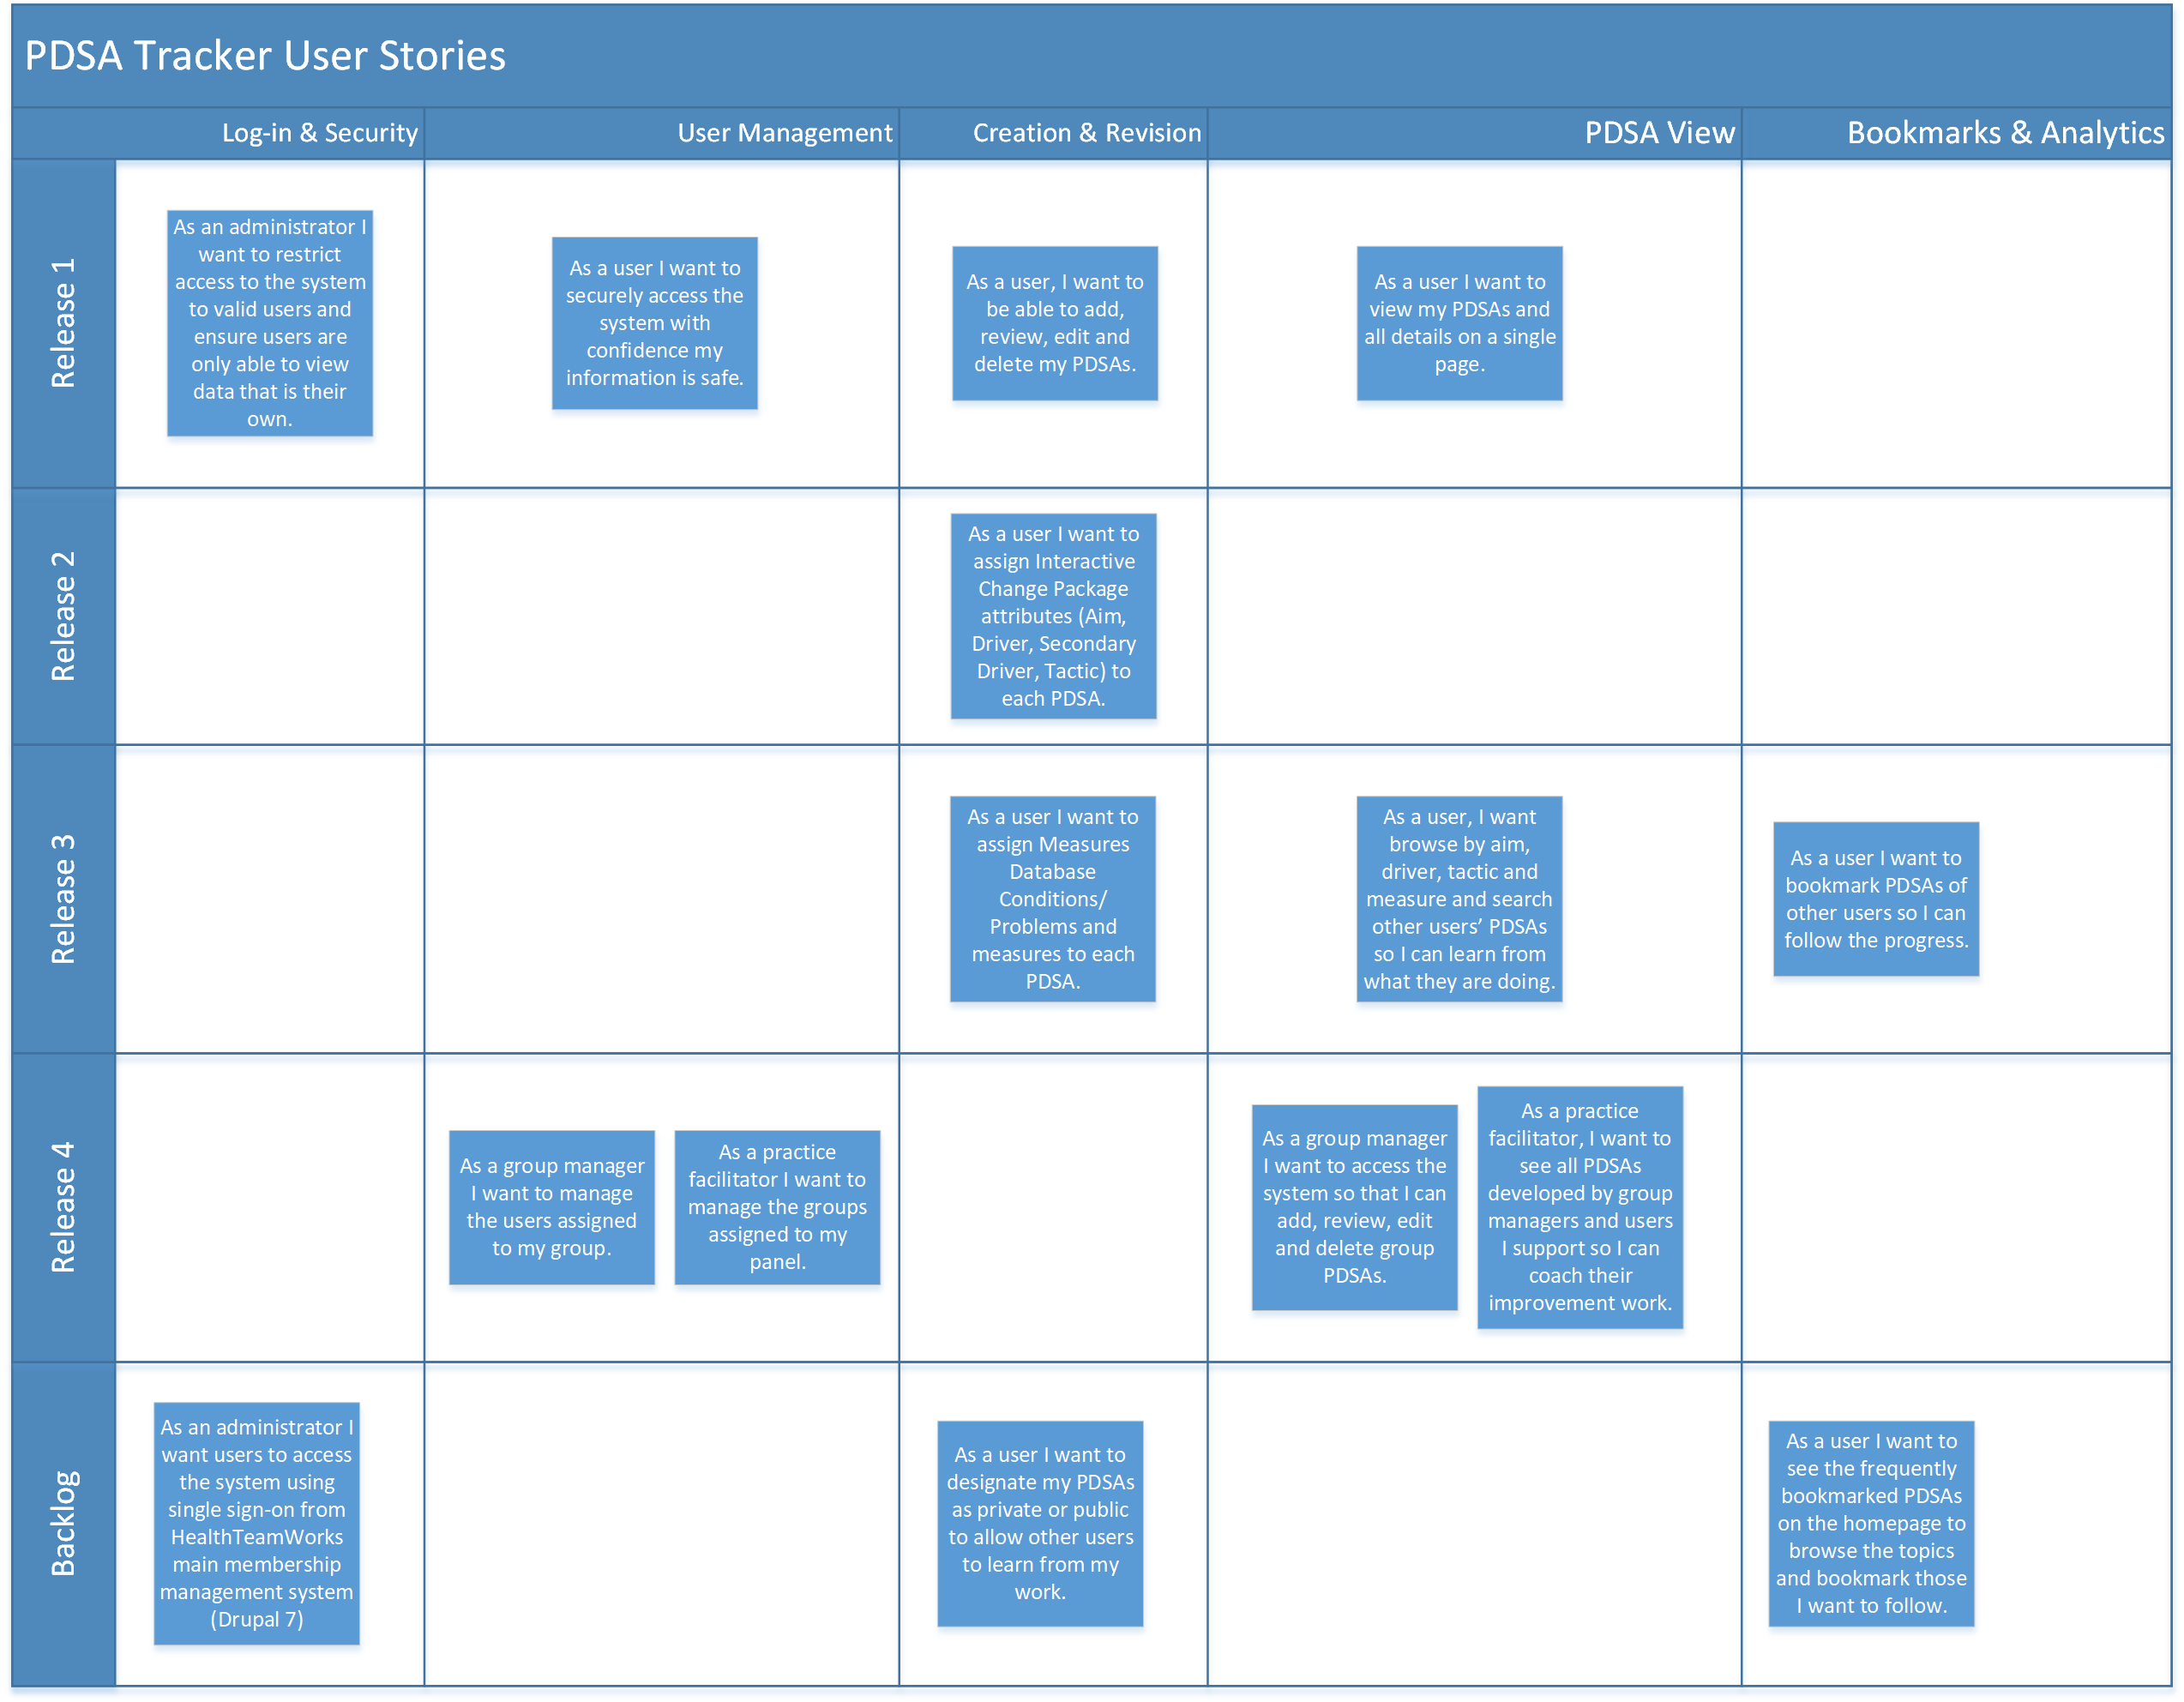 PDSA Tracker User Stories
Log-in & Security
User Management
Creation & Revision
PDSA View
Bookmarks & Analytics
Release 1
As an administrator I
want to restrict
access to the system
to valid users and
ensure users are
only able to view
data that is their
own.
As a user I want to
securely access the
system with
confidence my
information is safe.
As a user, I want to
be able to add,
review, edit and
delete my PDSAs.
As a user I want to
view my PDSAs and
all details on a single
page.
Release 2
As a user I want to
assign Interactive
Change Package
attributes (Aim,
Driver, Secondary
Driver, Tactic) to
each PDSA.
Release 3
As a user I want to
assign Measures
Database
Conditions/
Problems and
measures to each
PDSA.
As a user, I want
browse by aim,
driver, tactic and
measure and search
other users’ PDSAs
so I can learn from
what they are doing.
As a user I want to
bookmark PDSAs of
other users so I can
follow the progress.
Release 4
As a group manager
I want to manage
the users assigned
to my group.
As a practice
facilitator I want to
manage the groups
assigned to my
panel.
As a group manager
I want to access the
system so that I can
add, review, edit
and delete group
PDSAs.
As a practice
facilitator, I want to
see all PDSAs
developed by group
managers and users
I support so I can
coach their
improvement work.
Backlog
As an administrator I
want users to access
the system using
single sign-on from
HealthTeamWorks
main membership
management system
(Drupal 7)
As a user I want to
designate my PDSAs
as private or public
to allow other users
to learn from my
work.
As a user I want to
see the frequently
bookmarked PDSAs
on the homepage to
browse the topics
and bookmark those
I want to follow.